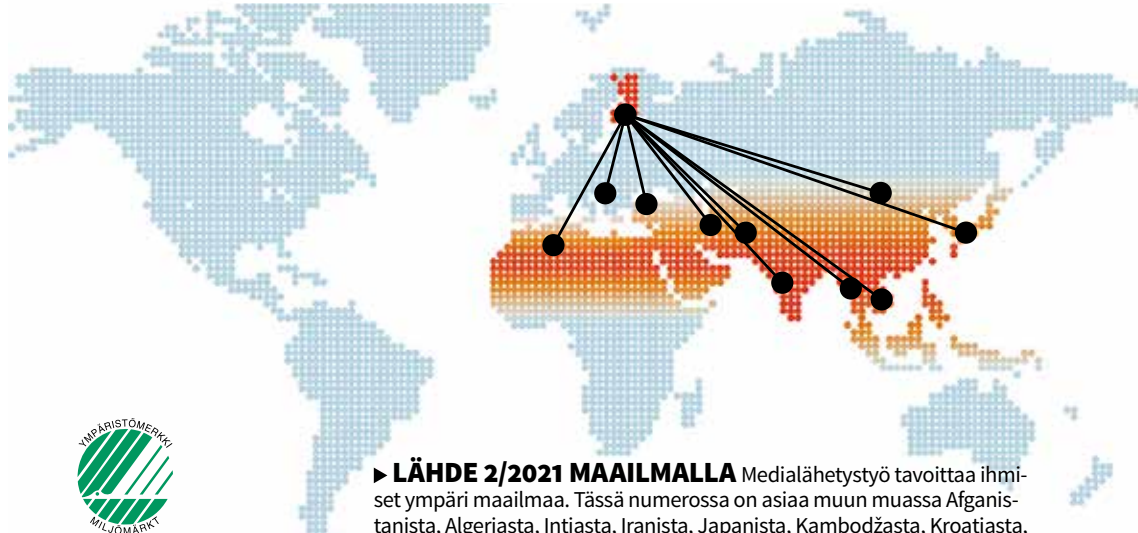 YMPÄRISTÖMERKKI
MILJÖMÄRKT
▶ LÄHDE 2/2021 MAAILMALLA Medialähetystyö tavoittaa ihmi-
set ympäri maailmaa. Tässä numerossa on asiaa muun muassa Afganis-
tanista, Algeriasta, Intiasta, Iranista, Japanista, Kambodžasta, Kroatiasta,